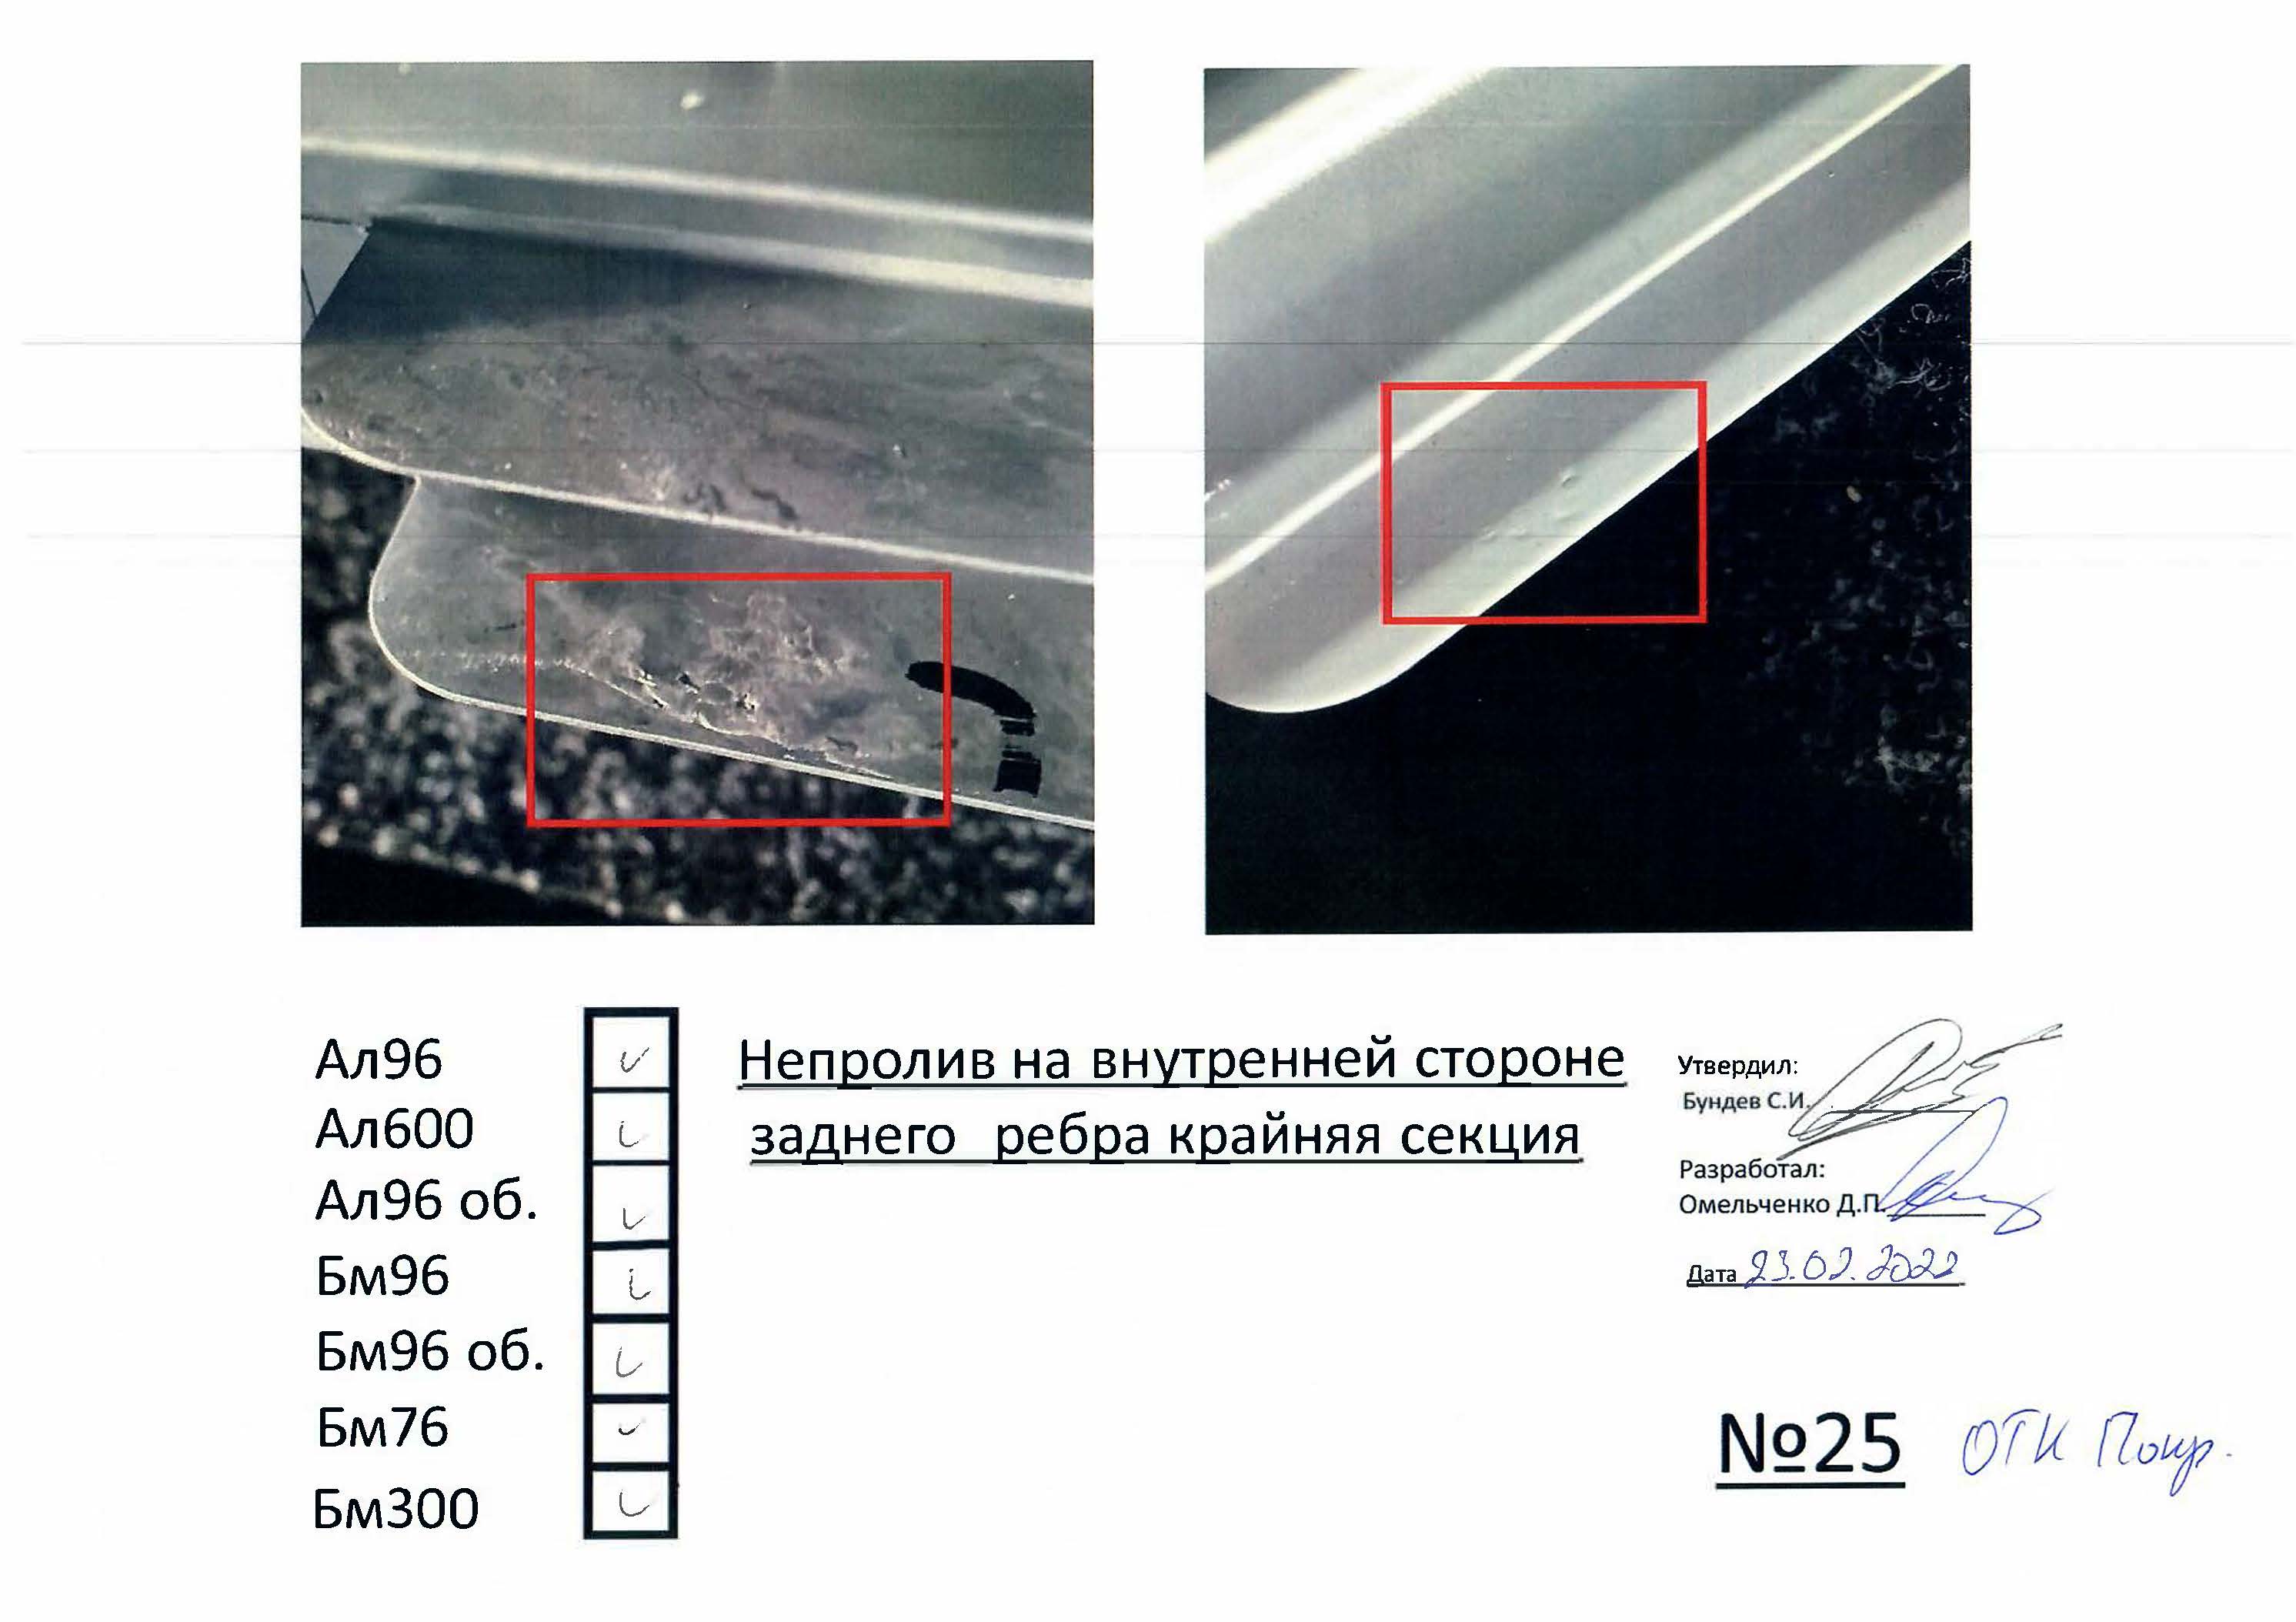 Ал96
Ал600
Ал96 об.
Бм96
Бм96 об.
Бм76
Бм300
Непролив на внутренней стороне
заднего ребра крайняя секция
Утвердил:
Бундев С.И.
Разработал:
Омельченко Д.П.
Дата 23.02.2022
№25 ОТК Покр.